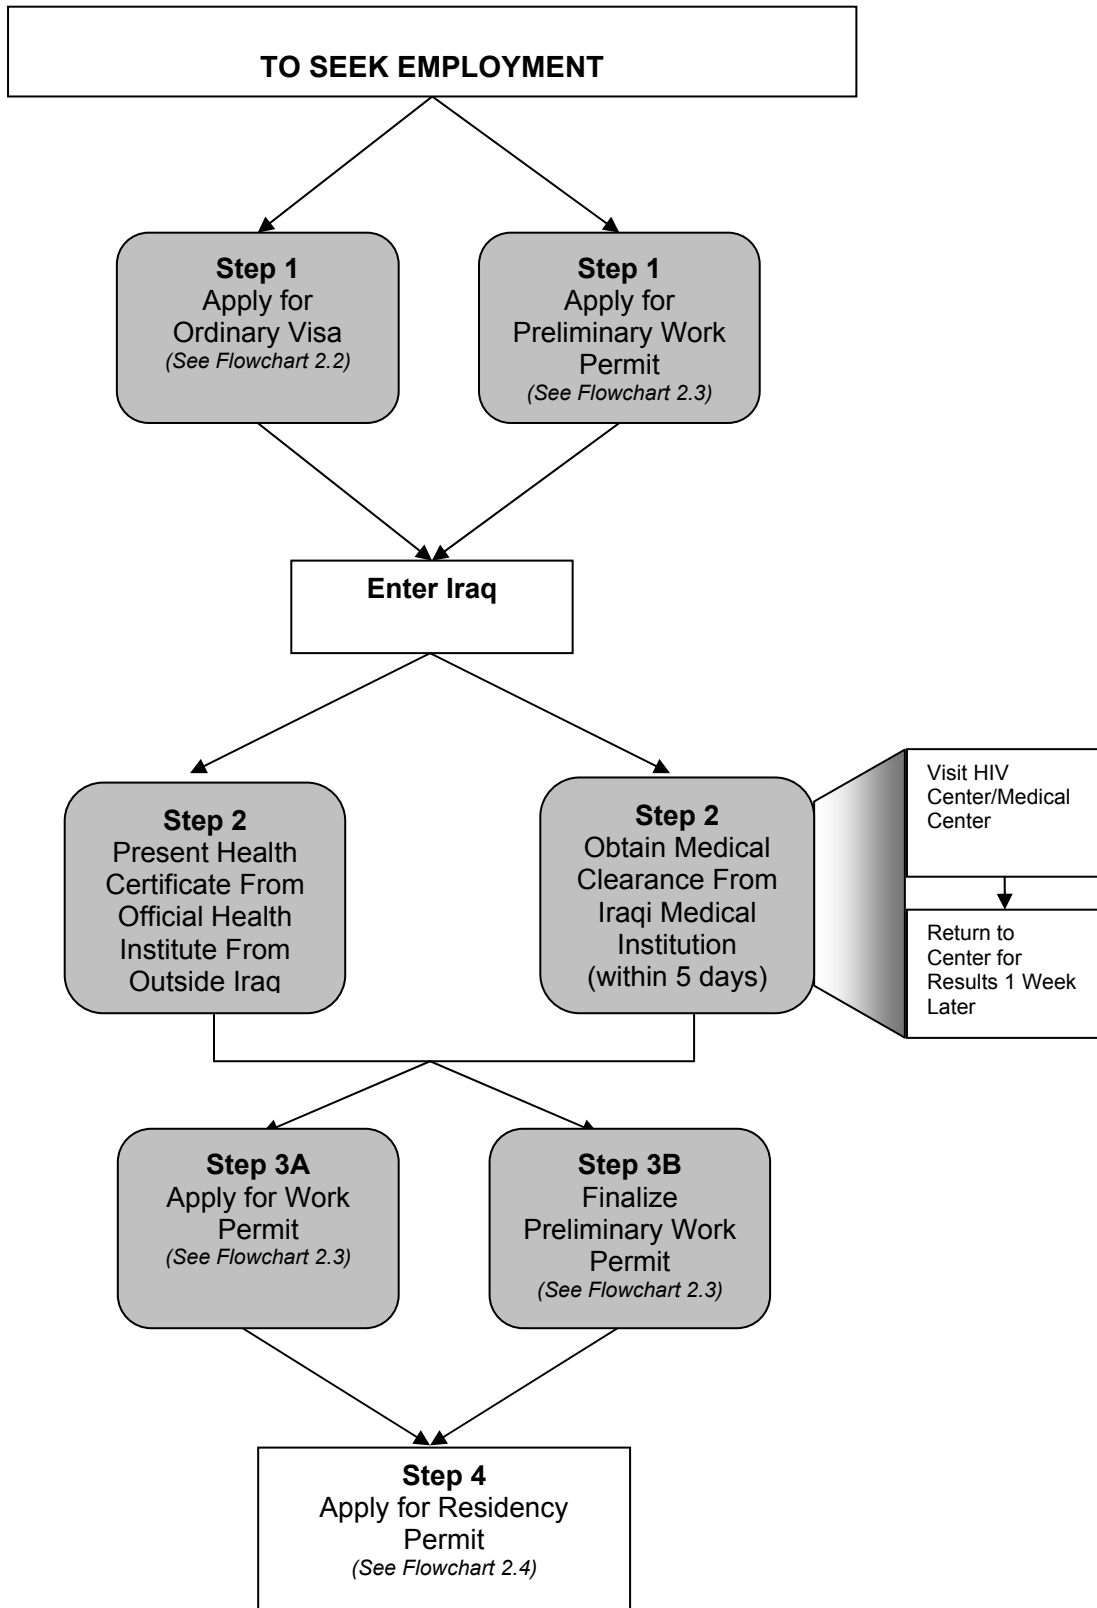 TO SEEK EMPLOYMENT
Step 1
Apply for
Ordinary Visa
(See Flowchart 2.2)
Step 1
Apply for
Preliminary Work
Permit
(See Flowchart 2.3)
Enter Iraq
Step 2
Present Health
Certificate From
Official Health
Institute From
Outside Iraq
Step 2
Obtain Medical
Clearance From
Iraqi Medical
Institution
(within 5 days)
Visit HIV
Center/Medical
Center
Return to
Center for
Results 1 Week
Later
Step 3A
Apply for Work
Permit
(See Flowchart 2.3)
Step 3B
Finalize
Preliminary Work
Permit
(See Flowchart 2.3)
Step 4
Apply for Residency
Permit
(See Flowchart 2.4)